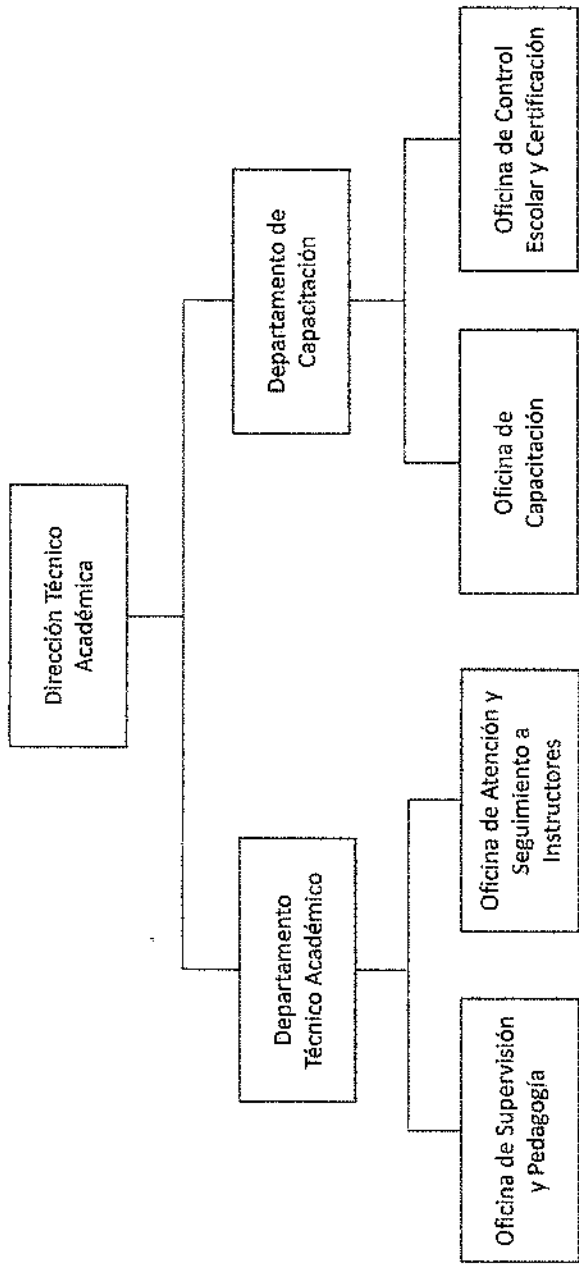 Dirección Técnico
Académica
Departamento
Técnico Académico
Departamento de
Capacitación
Oficina de Supervisión
y Pedagogía
Oficina de Atención y
Seguimiento a
Instructores
Oficina de
Capacitación
Oficina de Control
Escolar y Certificación